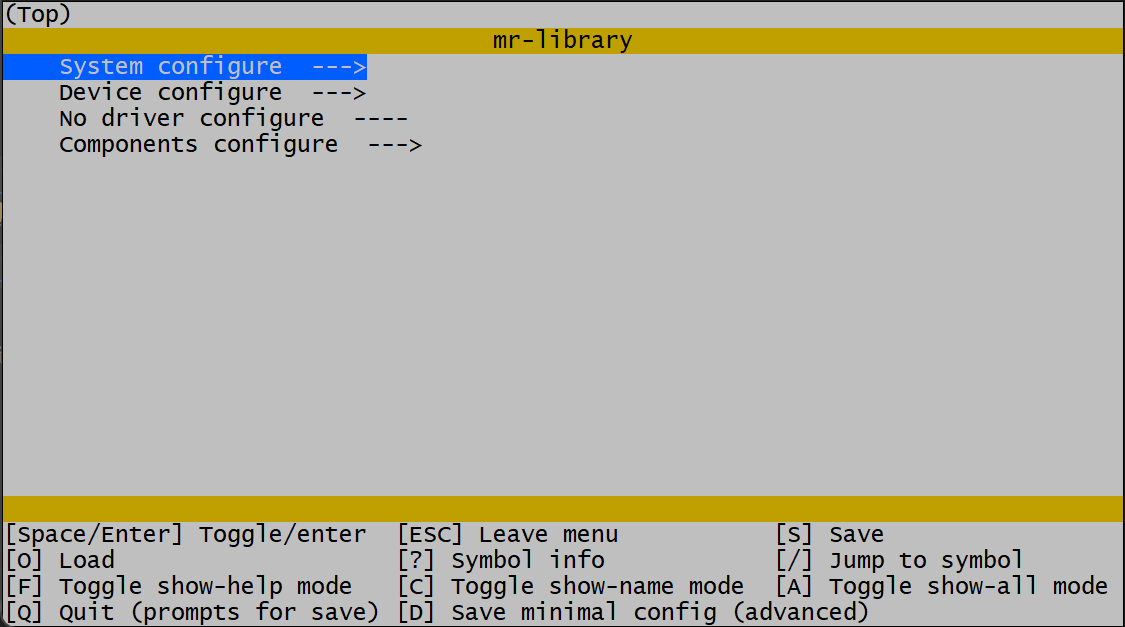 (Top)
mr-library
System configure  --->
Device configure  --->
No driver configure  ----
Components configure  --->
[Space/Enter] Toggle/enter  [ESC] Leave menu           [S] Save
[O] Load                    [?] Symbol info            [/] Jump to symbol
[F] Toggle show-help mode   [C] Toggle show-name mode  [A] Toggle show-all mode
[Q] Quit (prompts for save) [D] Save minimal config (advanced)